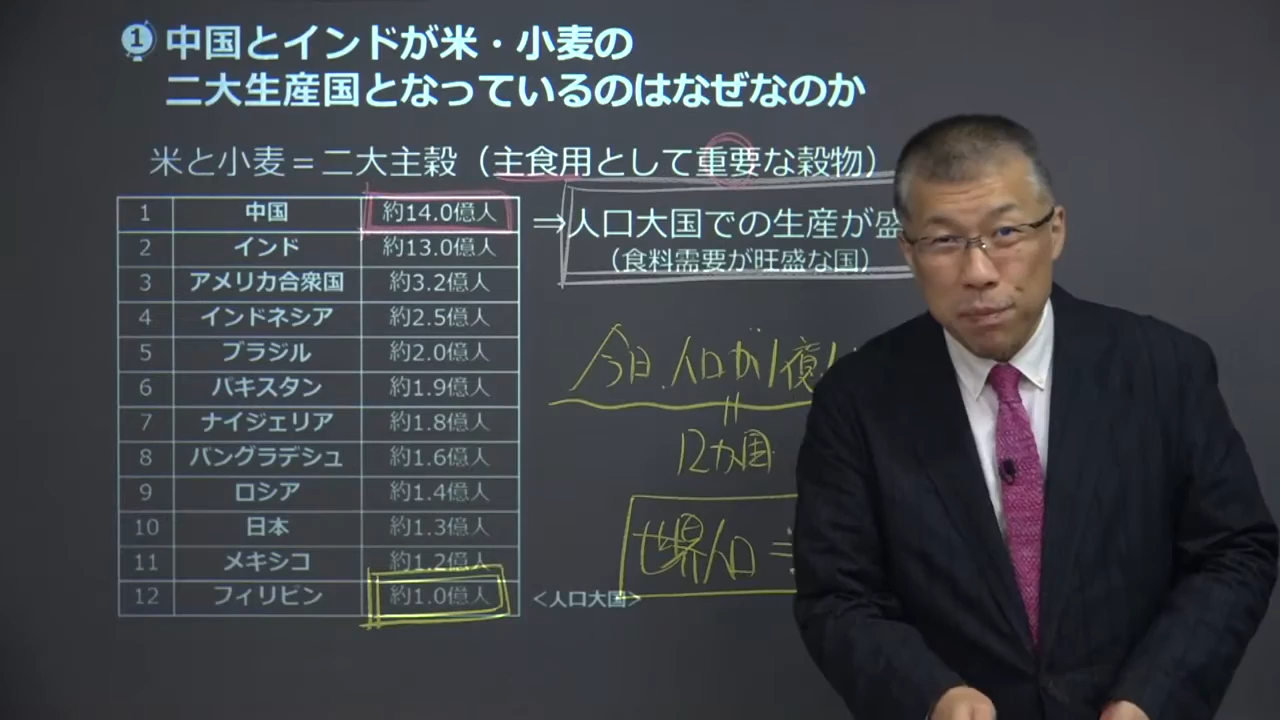 1 中国とインドが米・小麦の
二大生産国となっているのはなぜなのか
米と小麦＝二大主穀（主食用として重要な穀物）
1 中国 約14.0億人
2 インド 約13.0億人
3 アメリカ合衆国 約3.2億人
4 インドネシア 約2.5億人
5 ブラジル 約2.0億人
6 パキスタン 約1.9億人
7 ナイジェリア 約1.8億人
8 バングラデシュ 約1.6億人
9 ロシア 約1.4億人
10 日本 約1.3億人
11 メキシコ 約1.2億人
12 フィリピン 約1.0億人
＜人口大国＞
⇒人口大国での生産が盛
（食料需要が旺盛な国）
今日、人口が1億人
12カ国
世界人口＝